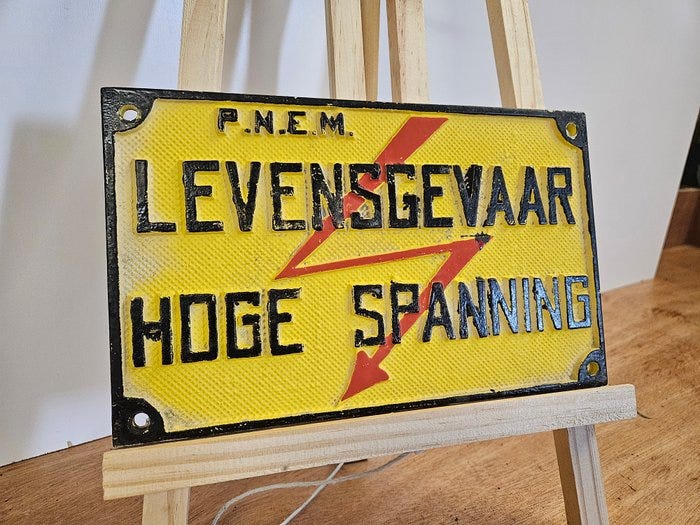 P.N.E.M.
LEVENSGEVAAR
HOGE SPANNING